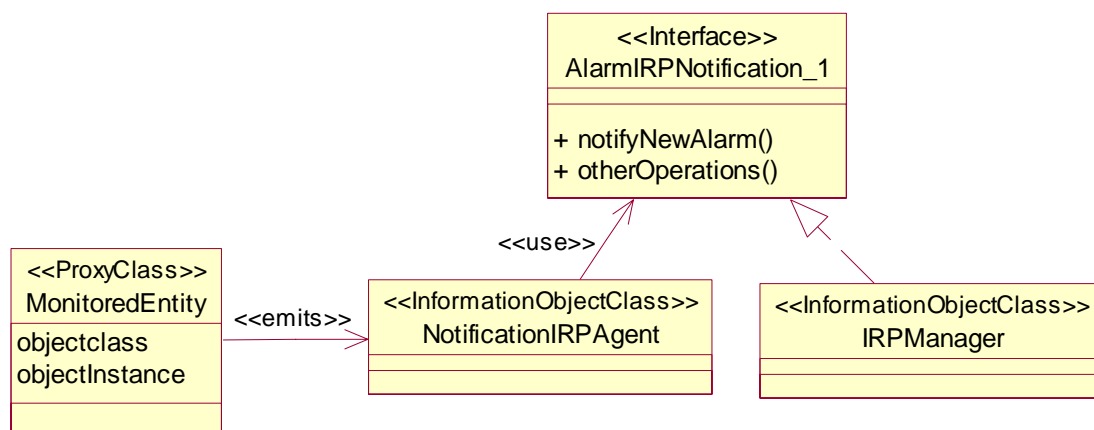 <<Interface>>
AlarmIRPNotification_1
+ notifyNewAlarm()
+ otherOperations()
<<use>>
<<ProxyClass>>
MonitoredEntity
objectclass
objectInstance
<<emits>>
<<InformationObjectClass>>
NotificationIRPAgent
<<InformationObjectClass>>
IRPManager